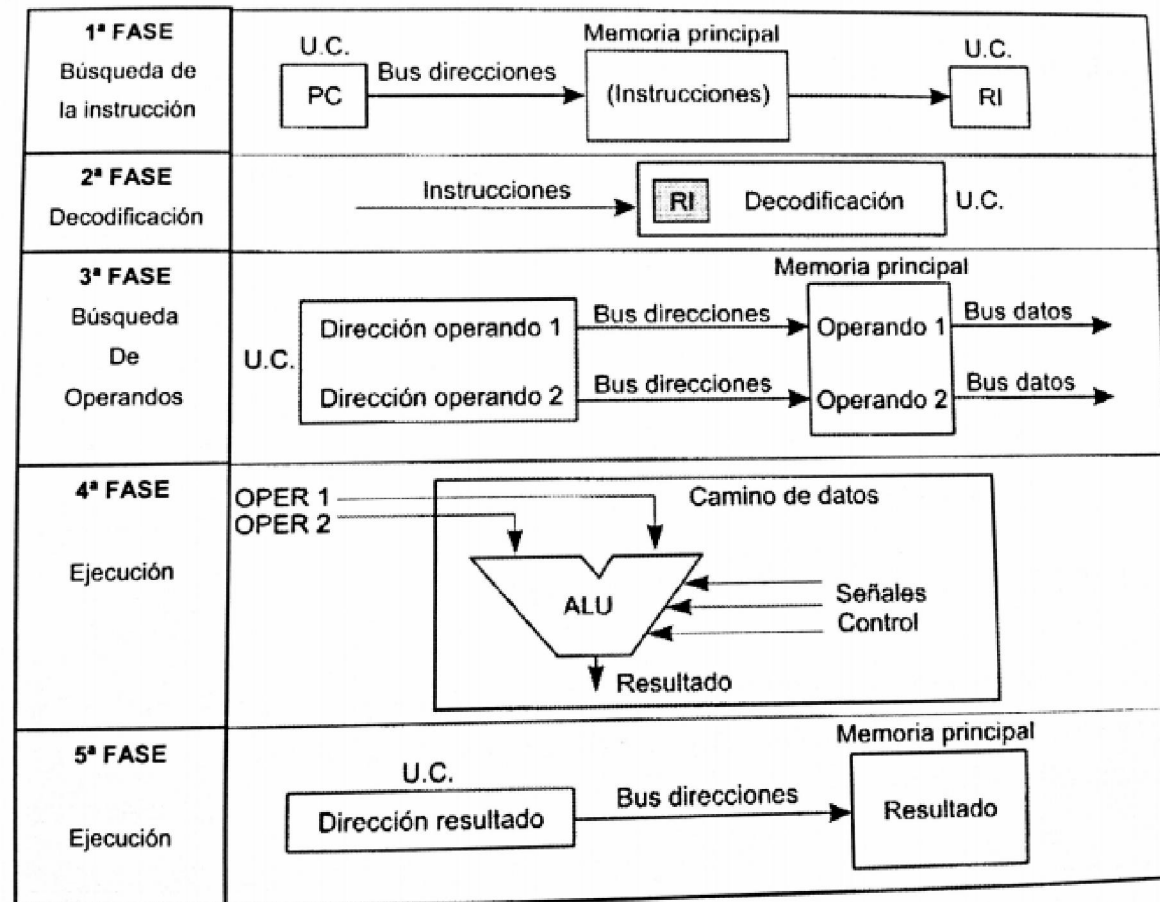 1ª FASE
Búsqueda de
la instrucción
U.C.
PC
Bus direcciones
Memoria principal
(Instrucciones)
U.C.
RI
2ª FASE
Decodificación
Instrucciones
RI
Decodificación
U.C.
3ª FASE
Búsqueda
De
Operandos
U.C.
Dirección operando 1
Dirección operando 2
Bus direcciones
Bus direcciones
Memoria principal
Operando 1
Operando 2
Bus datos
Bus datos
4ª FASE
Ejecución
OPER 1
OPER 2
Camino de datos
ALU
Señales
Control
Resultado
5ª FASE
Ejecución
U.C.
Dirección resultado
Bus direcciones
Memoria principal
Resultado